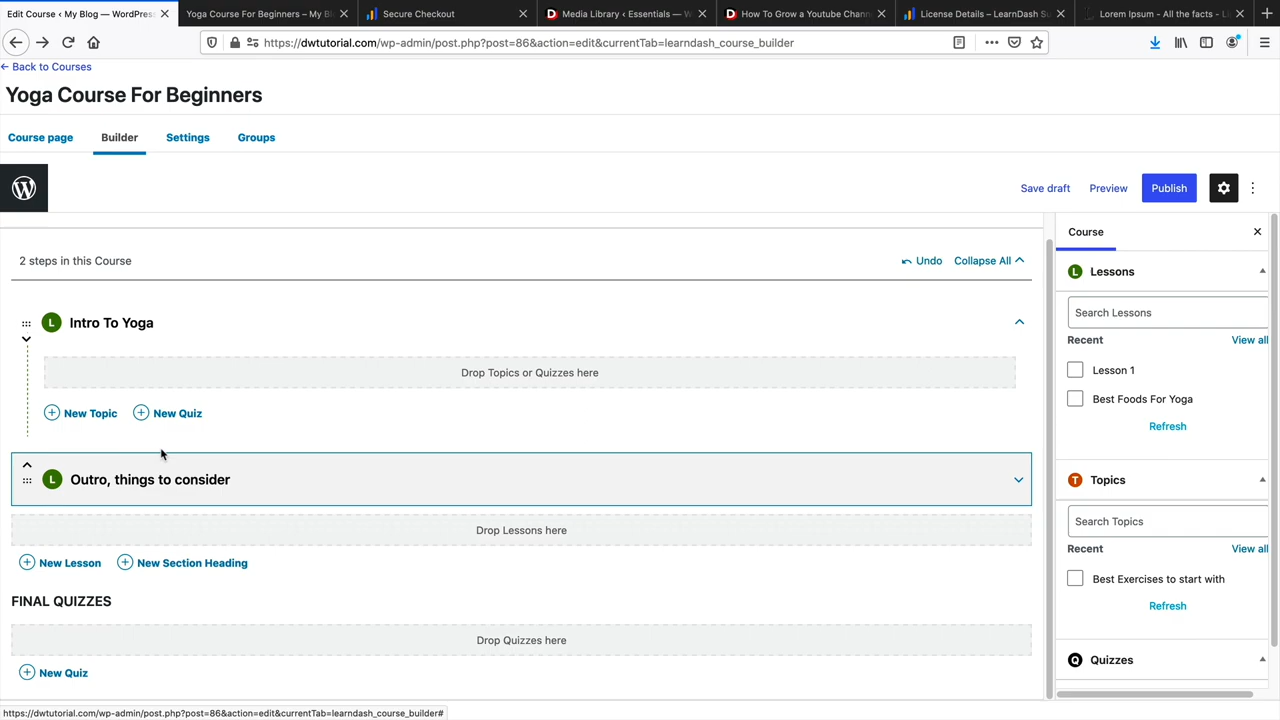 Edit Course ‹ My Blog — WordPress
Yoga Course For Beginners – My Bl
Secure Checkout
Media Library ‹ Essentials — W
How To Grow a Youtube Chann
License Details – LearnDash Su
Lorem Ipsum - All the facts - Li
https://dwtutorial.com/wp-admin/post.php?post=86&action=edit&currentTab=learndash_course_builder
← Back to Courses
Yoga Course For Beginners
Course page
Builder
Settings
Groups
Save draft
Preview
Publish
Course
2 steps in this Course
Undo
Collapse All
L Lessons
Search Lessons
Recent
View all
Lesson 1
Best Foods For Yoga
Refresh
L Intro To Yoga
Drop Topics or Quizzes here
New Topic
New Quiz
L Outro, things to consider
Drop Lessons here
New Lesson
New Section Heading
FINAL QUIZZES
Drop Quizzes here
New Quiz
T Topics
Search Topics
Recent
View all
Best Exercises to start with
Refresh
Q Quizzes
https://dwtutorial.com/wp-admin/post.php?post=86&action=edit&currentTab=learndash_course_builder#